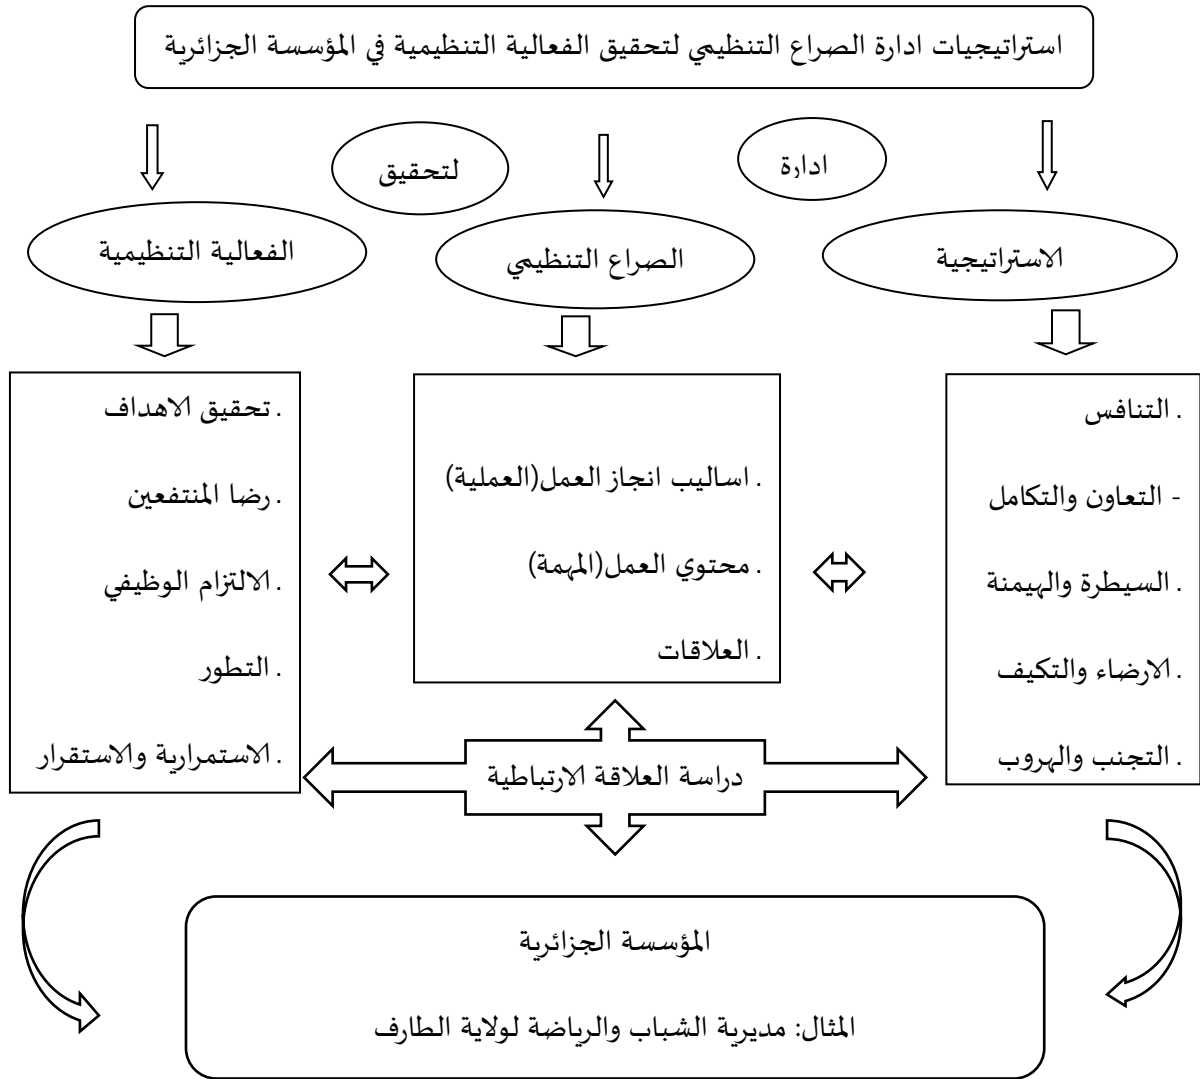 استراتيجيات ادارة الصراع التنظيمي لتحقيق الفعالية التنظيمية في المؤسسة الجزائرية
ادارة
لتحقيق
الاستراتيجية
الصراع التنظيمي
الفعالية التنظيمية
. التنافس
- التعاون والتكامل
. السيطرة والهيمنة
. الارضاء والتكيف
. التجنب والهروب
. اساليب انجاز العمل(العملية)
. محتوي العمل(المهمة)
. العلاقات
. تحقيق الاهداف
. رضا المنتفعين
. الالتزام الوظيفي
. التطور
. الاستمرارية والاستقرار
دراسة العلاقة الارتباطية
المؤسسة الجزائرية
المثال: مديرية الشباب والرياضة لولاية الطارف